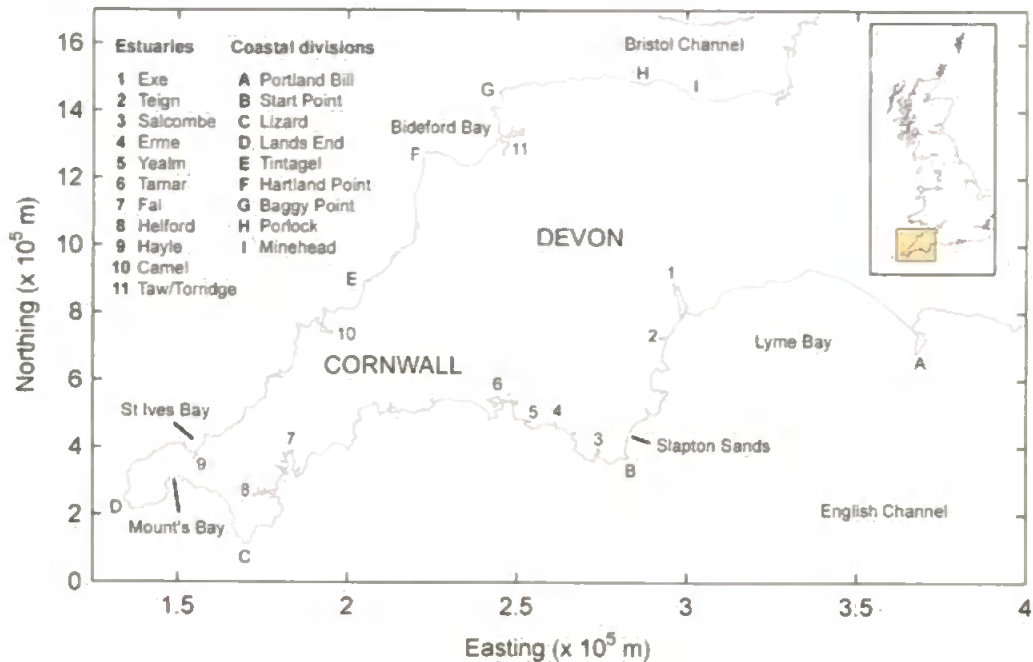 Estuaries
1 Exe
2 Teign
3 Salcombe
4 Erme
5 Yealm
6 Tamar
7 Fal
8 Helford
9 Hayle
10 Camel
11 Taw/Torridge
Coastal divisions
A Portland Bill
B Start Point
C Lizard
D Lands End
E Tintagel
F Hartland Point
G Baggy Point
H Porlock
I Minehead
Bristol Channel
H
I
G
Bideford Bay
F
11
DEVON
E
1
10
2
Lyme Bay
A
CORNWALL
6
St Ives Bay
5
4
7
3
Slapton Sands
9
B
8
D
Mount's Bay
English Channel
C
Northing (x 10⁵ m)
16
14
12
10
8
6
4
2
0
1.5
2
2.5
3
3.5
4
Easting (x 10⁵ m)